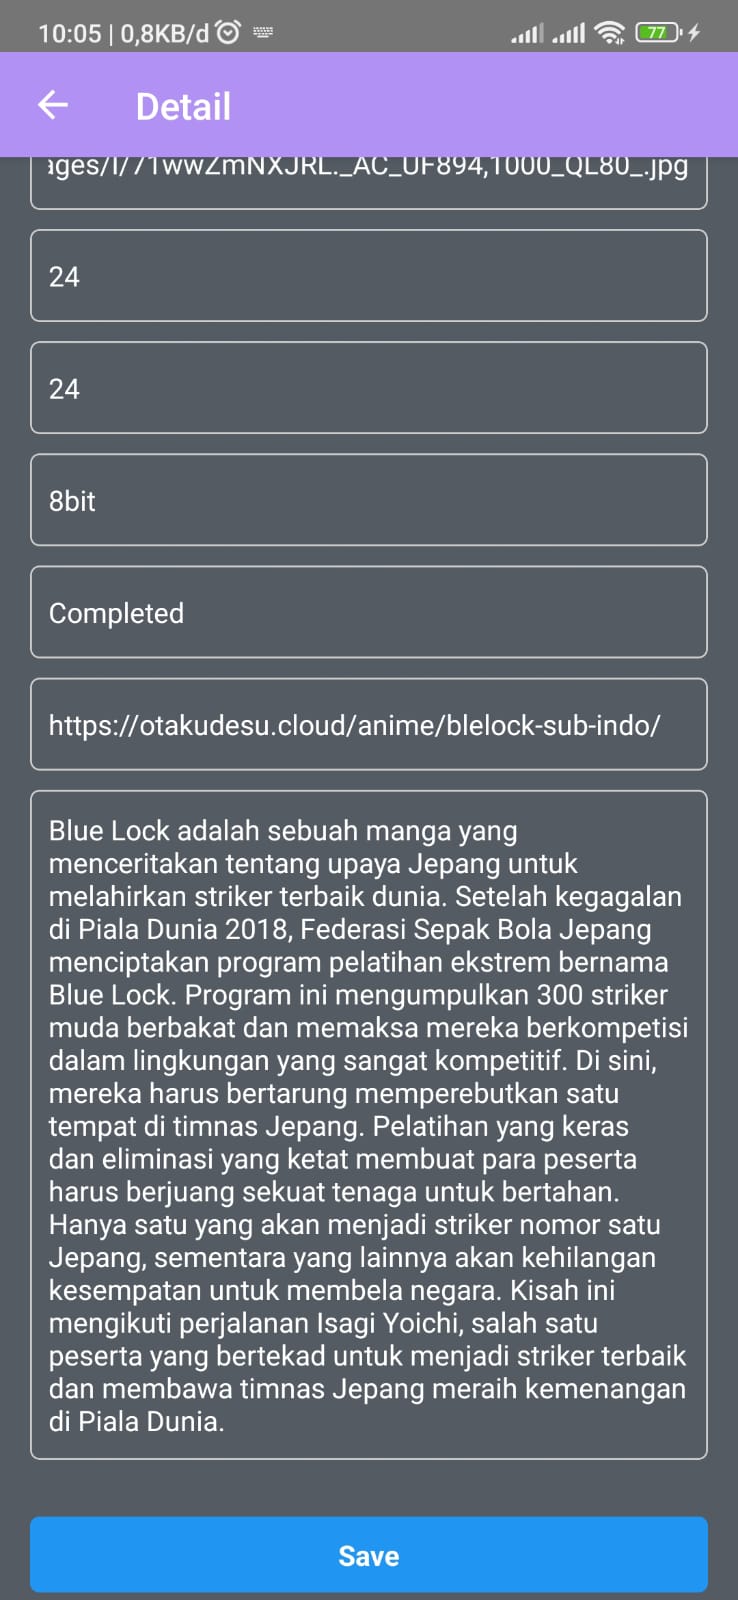 10:05 | 0,8KB/d
77
Detail
ages/I/71wwZmNXJRL._AC_UF894,1000_QL80_.jpg
24
24
8bit
Completed
https://otakudesu.cloud/anime/blelock-sub-indo/
Blue Lock adalah sebuah manga yang
menceritakan tentang upaya Jepang untuk
melahirkan striker terbaik dunia. Setelah kegagalan
di Piala Dunia 2018, Federasi Sepak Bola Jepang
menciptakan program pelatihan ekstrem bernama
Blue Lock. Program ini mengumpulkan 300 striker
muda berbakat dan memaksa mereka berkompetisi
dalam lingkungan yang sangat kompetitif. Di sini,
mereka harus bertarung memperebutkan satu
tempat di timnas Jepang. Pelatihan yang keras
dan eliminasi yang ketat membuat para peserta
harus berjuang sekuat tenaga untuk bertahan.
Hanya satu yang akan menjadi striker nomor satu
Jepang, sementara yang lainnya akan kehilangan
kesempatan untuk membela negara. Kisah ini
mengikuti perjalanan Isagi Yoichi, salah satu
peserta yang bertekad untuk menjadi striker terbaik
dan membawa timnas Jepang meraih kemenangan
di Piala Dunia.
Save